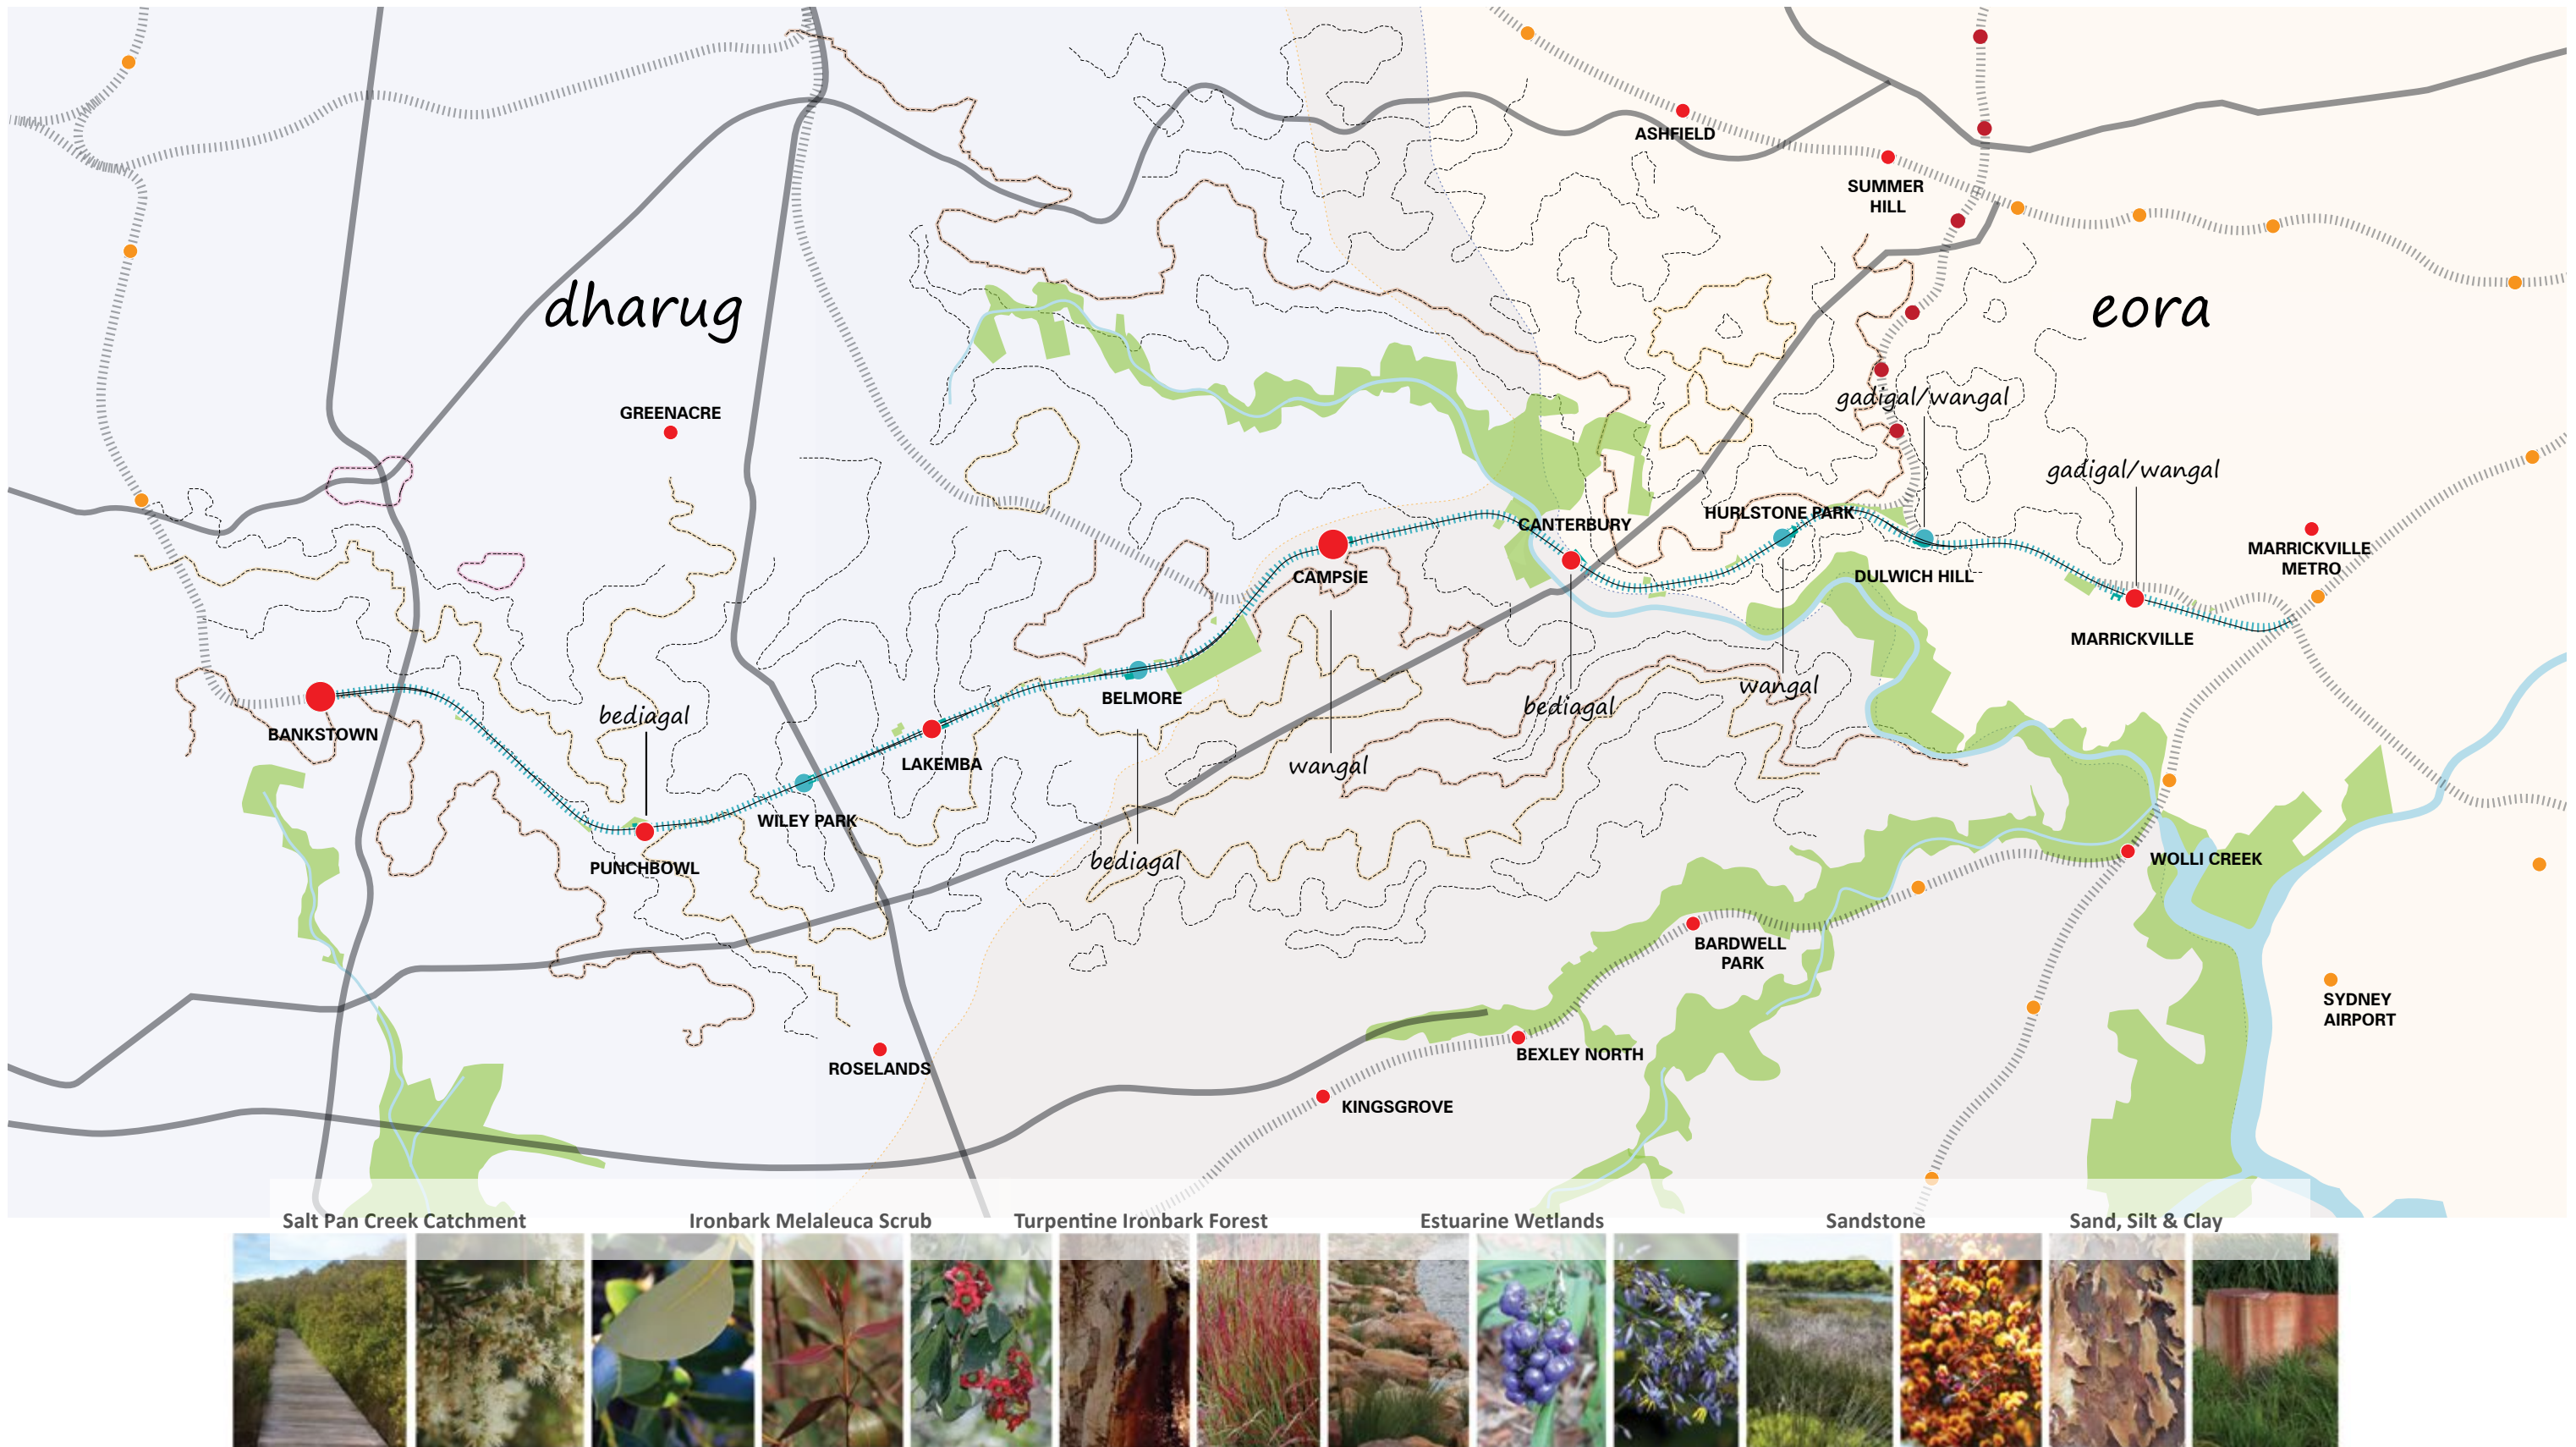 ASHFIELD
SUMMER
HILL
dharug
eora
GREENACRE
gadigal/wangal
gadigal/wangal
CANTERBURY
HURLSTONE PARK
MARRICKVILLE
METRO
CAMPSIE
DULWICH HILL
MARRICKVILLE
BELMORE
wangal
bediagal
bediagal
BANKSTOWN
LAKEMBA
wangal
WILEY PARK
bediagal
PUNCHBOWL
WOLLI CREEK
BARDWELL
PARK
SYDNEY
AIRPORT
BEXLEY NORTH
ROSELANDS
KINGSGROVE
Salt Pan Creek Catchment
Ironbark Melaleuca Scrub
Turpentine Ironbark Forest
Estuarine Wetlands
Sandstone
Sand, Silt & Clay